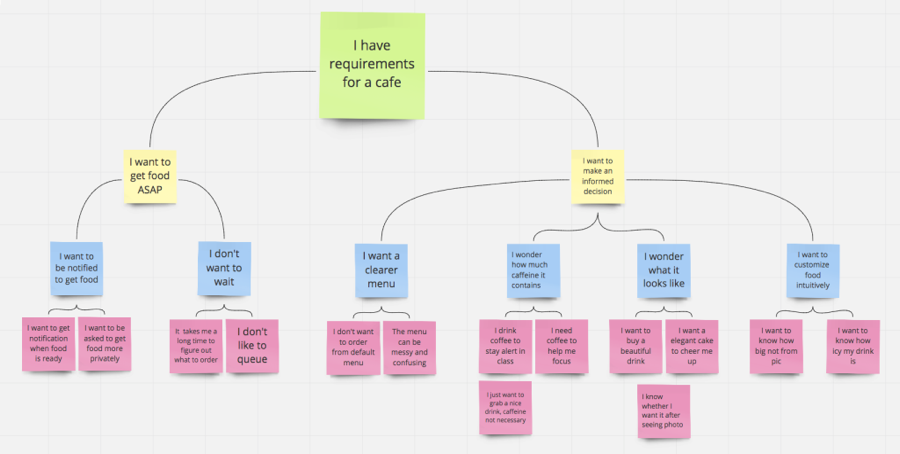 I have
requirements
for a cafe
I want to
get food
ASAP
I want to
make an
informed
decision
I want to
be notified
to get food
I don't
want to
wait
I want a
clearer
menu
I wonder
how much
caffeine it
contains
I wonder
what it
looks like
I want to
customize
food
intuitively
I want to get
notification
when food
is ready
I want to be
asked to get
food more
privately
It takes me a
long time to
figure out
what to order
I don't
like to
queue
I don't want
to order
from default
menu
The menu
can be
messy and
confusing
I drink
coffee to
stay alert in
class
I need
coffee to
help me
focus
I want to
buy a
beautiful
drink
I want a
elegant cake
to cheer me
up
I want to
know how
big not from
pic
I want to
know how
icy my drink
is
I just want to
grab a nice
drink, caffeine
not necessary
I know
whether I
want it after
seeing photo